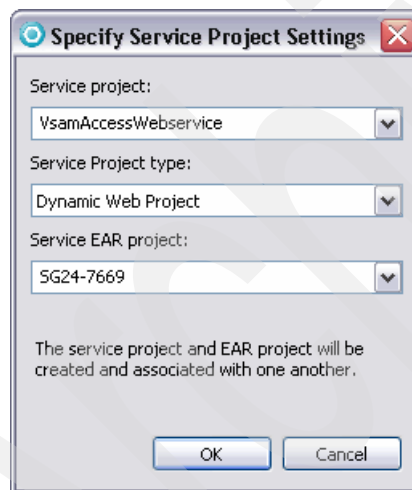 Specify Service Project Settings
Service project:
VsamAccessWebservice
Service Project type:
Dynamic Web Project
Service EAR project:
SG24-7669
The service project and EAR project will be
created and associated with one another.
OK
Cancel